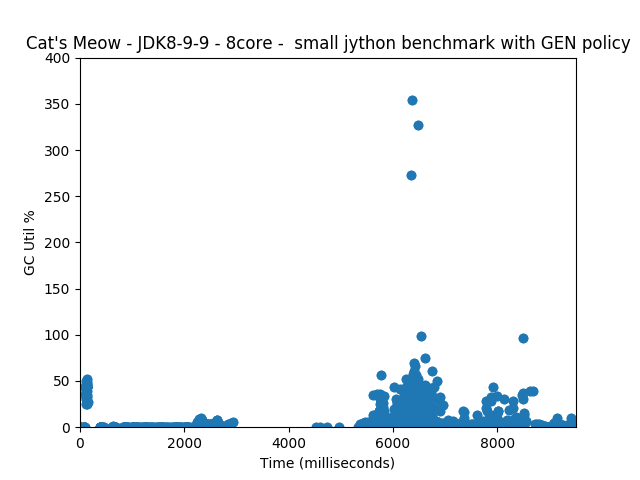 Cat's Meow - JDK8-9-9 - 8core -  small jython benchmark with GEN policy
400
350
300
250
200
150
100
50
0
GC Util %
0 2000 4000 6000 8000
Time (milliseconds)